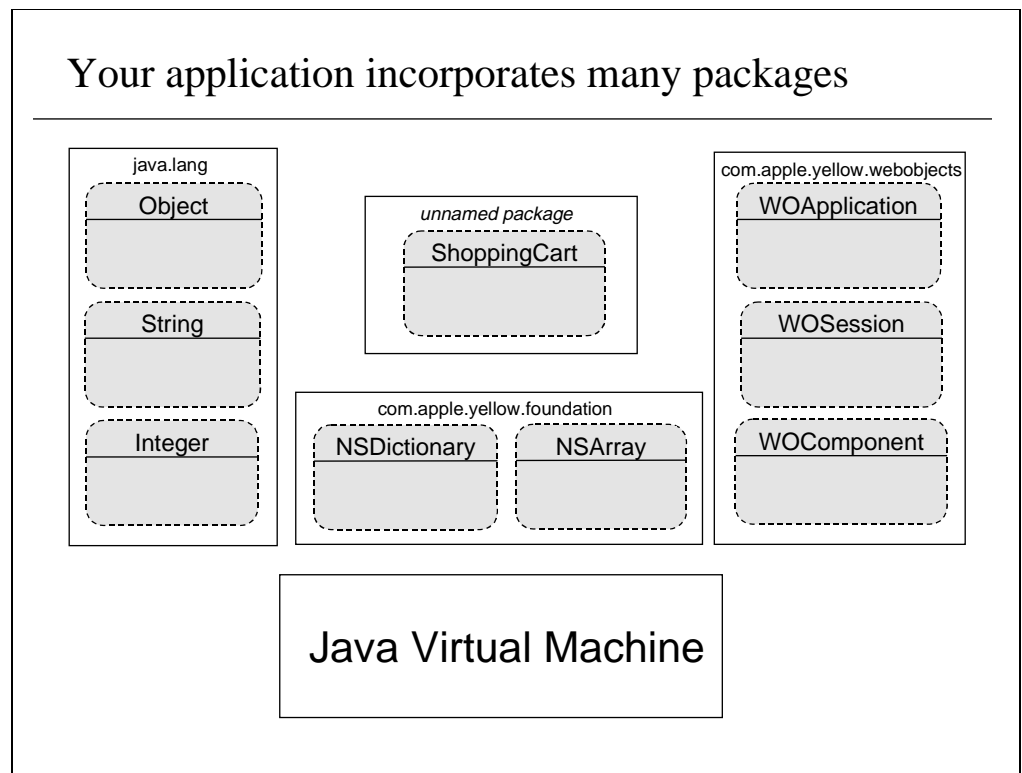 Your application incorporates many packages
java.lang
Object
String
Integer
unnamed package
ShoppingCart
com.apple.yellow.foundation
NSDictionary
NSArray
com.apple.yellow.webobjects
WOApplication
WOSession
WOComponent
Java Virtual Machine